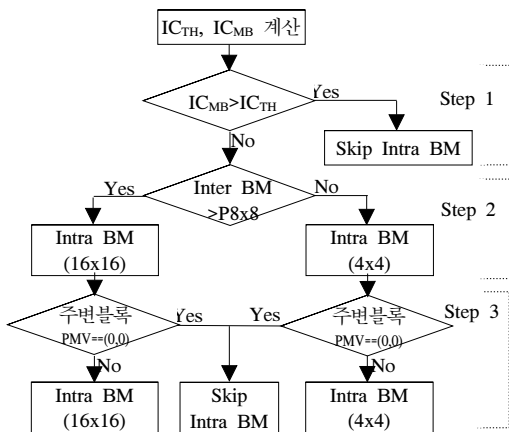 IC_TH, IC_MB 계산
IC_MB>IC_TH
Yes
Step 1
No
Skip Intra BM
Yes
Inter BM
>P8x8
No
Step 2
Intra BM
(16x16)
Intra BM
(4x4)
주변블록
PMV==(0,0)
Yes
Yes
주변블록
PMV==(0,0)
Step 3
No
No
Intra BM
(16x16)
Skip
Intra BM
Intra BM
(4x4)